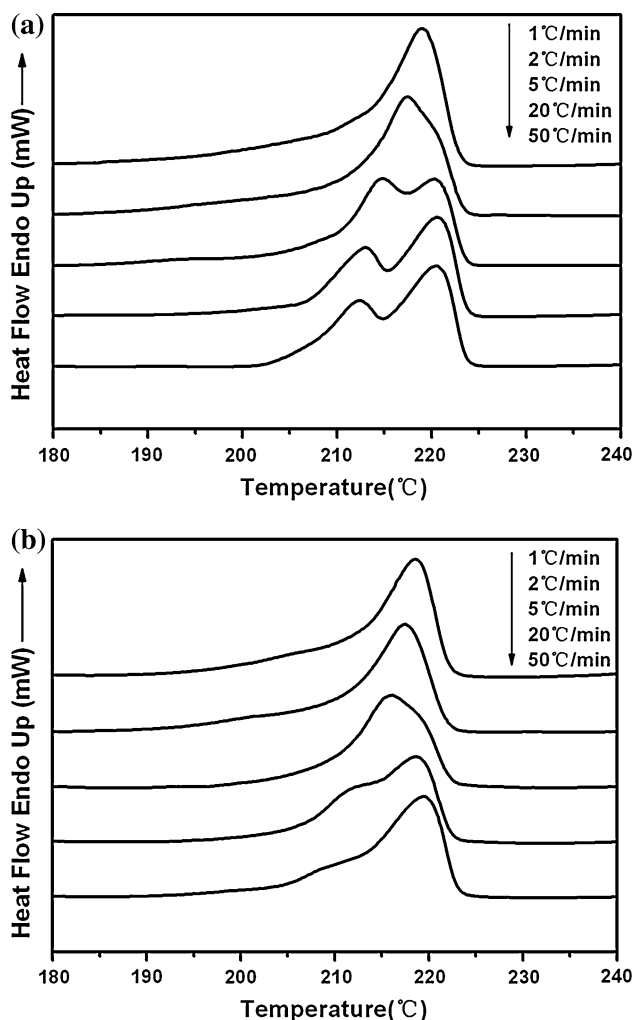 (a)
Heat Flow Endo Up (mW)
1℃/min
2℃/min
5℃/min
20℃/min
50℃/min
180 190 200 210 220 230 240
Temperature(℃)
(b)
Heat Flow Endo Up (mW)
1℃/min
2℃/min
5℃/min
20℃/min
50℃/min
180 190 200 210 220 230 240
Temperature(℃)